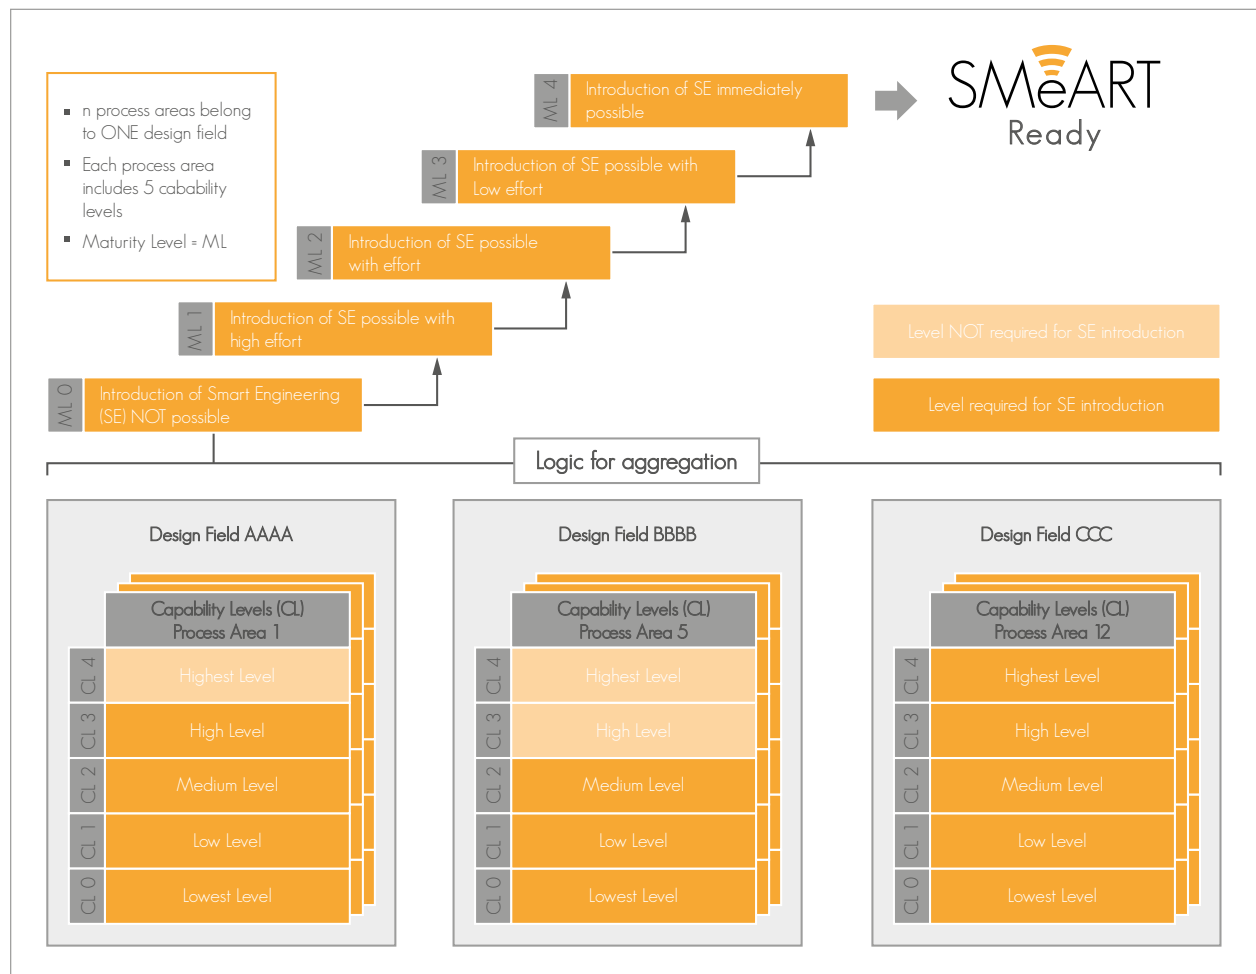 n process areas belong
to ONE design field
Each process area
includes 5 cabability
levels
Maturity Level = ML
ML 4
Introduction of SE immediately
possible
SMeART
Ready
ML 3
Introduction of SE possible with
Low effort
ML 2
Introduction of SE possible
with effort
ML 1
Introduction of SE possible with
high effort
Level NOT required for SE introduction
ML 0
Introduction of Smart Engineering
(SE) NOT possible
Level required for SE introduction
Logic for aggregation
Design Field AAAA
Capability Levels (CL)
Process Area 1
CL 4
Highest Level
CL 3
High Level
CL 2
Medium Level
CL 1
Low Level
CL 0
Lowest Level
Design Field BBBB
Capability Levels (CL)
Process Area 5
CL 4
Highest Level
CL 3
High Level
CL 2
Medium Level
CL 1
Low Level
CL 0
Lowest Level
Design Field CCC
Capability Levels (CL)
Process Area 12
CL 4
Highest Level
CL 3
High Level
CL 2
Medium Level
CL 1
Low Level
CL 0
Lowest Level